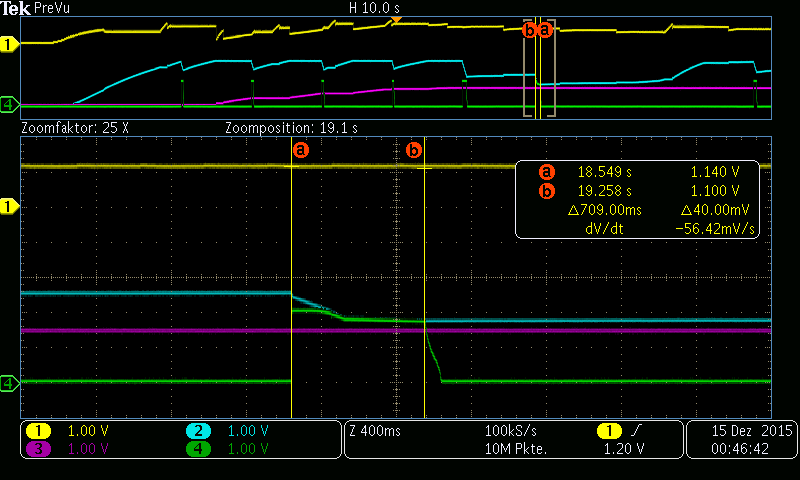 Tek PreVu H 10.0 s
1
b a
4
Zoomfaktor: 25 X Zoomposition: 19.1 s
a b
a 18.549 s 1.140 V
b 19.258 s 1.100 V
Δ709.00ms Δ40.00mV
dV/dt −56.42mV/s
1
4
1 1.00 V 2 1.00 V Z 400ms 100kS/s 1 15 Dez 2015
3 1.00 V 4 1.00 V 10M Pkte. 1.20 V 00:46:42